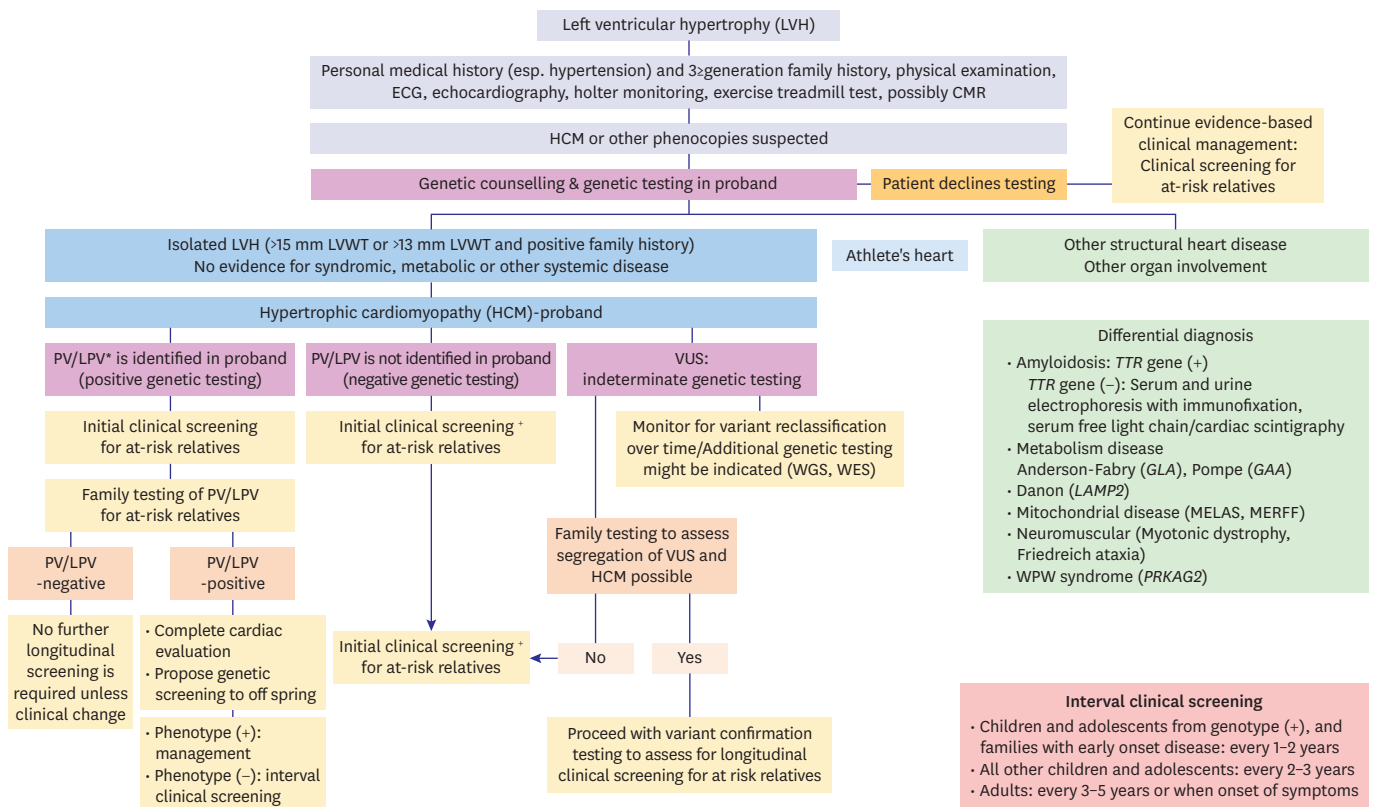 Left ventricular hypertrophy (LVH)
Personal medical history (esp. hypertension) and 3≥generation family history, physical examination,
ECG, echocardiography, holter monitoring, exercise treadmill test, possibly CMR
HCM or other phenocopies suspected
Continue evidence-based
clinical management:
Clinical screening for
at-risk relatives
Genetic counselling & genetic testing in proband
Patient declines testing
Isolated LVH (>15 mm LVWT or >13 mm LVWT and positive family history)
No evidence for syndromic, metabolic or other systemic disease
Athlete's heart
Other structural heart disease
Other organ involvement
Hypertrophic cardiomyopathy (HCM)-proband
PV/LPV* is identified in proband
(positive genetic testing)
PV/LPV is not identified in proband
(negative genetic testing)
VUS:
indeterminate genetic testing
Initial clinical screening
for at-risk relatives
Initial clinical screening +
for at-risk relatives
Monitor for variant reclassification
over time/Additional genetic testing
might be indicated (WGS, WES)
Family testing of PV/LPV
for at-risk relatives
PV/LPV
-negative
PV/LPV
-positive
Family testing to assess
segregation of VUS and
HCM possible
No further
longitudinal
screening is
required unless
clinical change
· Complete cardiac
evaluation
· Propose genetic
screening to off spring
Initial clinical screening +
for at-risk relatives
No
Yes
· Phenotype (+):
management
· Phenotype (−): interval
clinical screening
Proceed with variant confirmation
testing to assess for longitudinal
clinical screening for at risk relatives
Differential diagnosis
· Amyloidosis: TTR gene (+)
TTR gene (−): Serum and urine
electrophoresis with immunofixation,
serum free light chain/cardiac scintigraphy
· Metabolism disease
Anderson-Fabry (GLA), Pompe (GAA)
· Danon (LAMP2)
· Mitochondrial disease (MELAS, MERFF)
· Neuromuscular (Myotonic dystrophy,
Friedreich ataxia)
· WPW syndrome (PRKAG2)
Interval clinical screening
· Children and adolescents from genotype (+), and
families with early onset disease: every 1–2 years
· All other children and adolescents: every 2–3 years
· Adults: every 3–5 years or when onset of symptoms